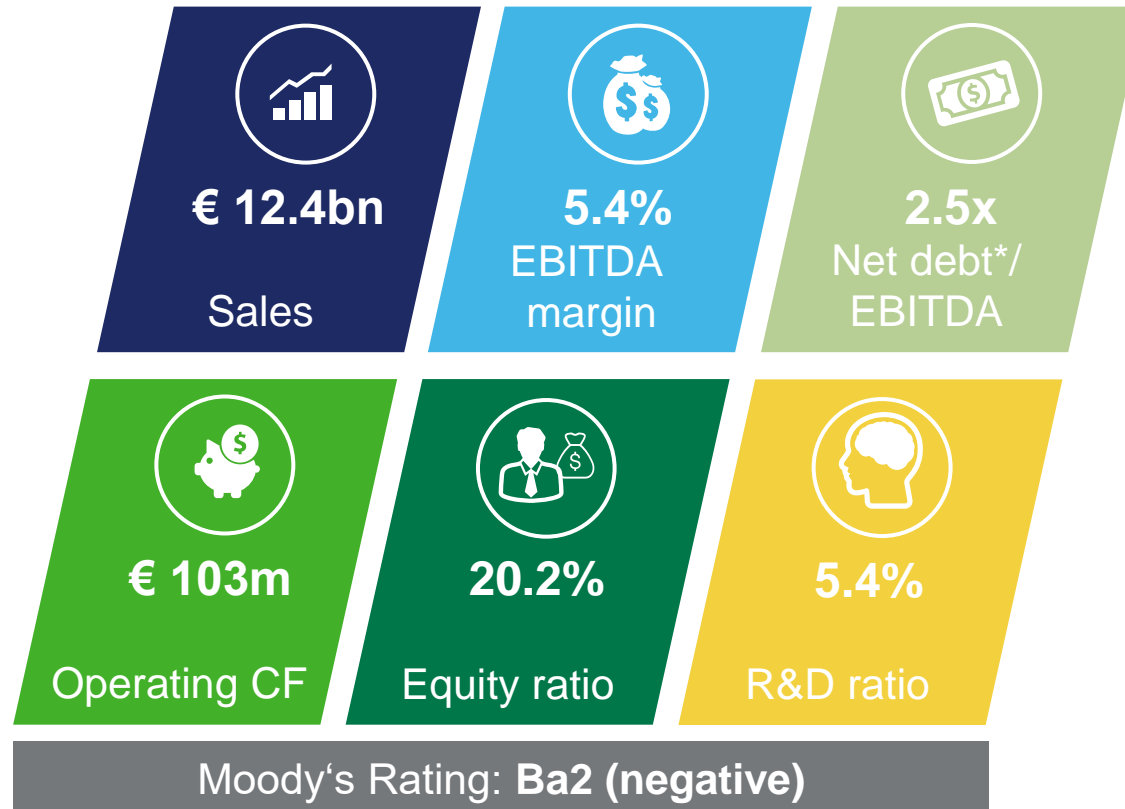 € 12.4bn
Sales
5.4%
EBITDA
margin
2.5x
Net debt*/
EBITDA
€ 103m
Operating CF
20.2%
Equity ratio
5.4%
R&D ratio
Moody‘s Rating: Ba2 (negative)